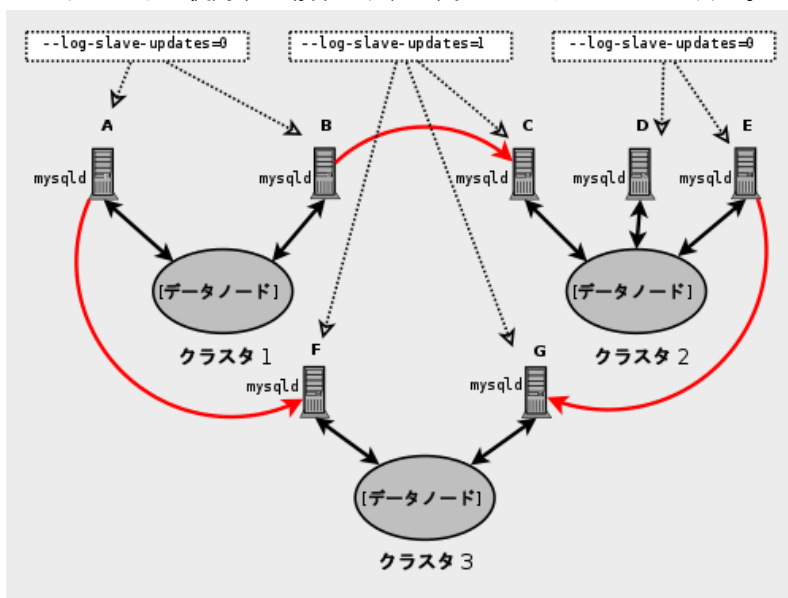 --log-slave-updates=0
--log-slave-updates=1
--log-slave-updates=0
A
B
C
D
E
mysqld
mysqld
mysqld
mysqld
mysqld
[データノード]
[データノード]
クラスタ 1
クラスタ 2
F
G
mysqld
mysqld
[データノード]
クラスタ 3